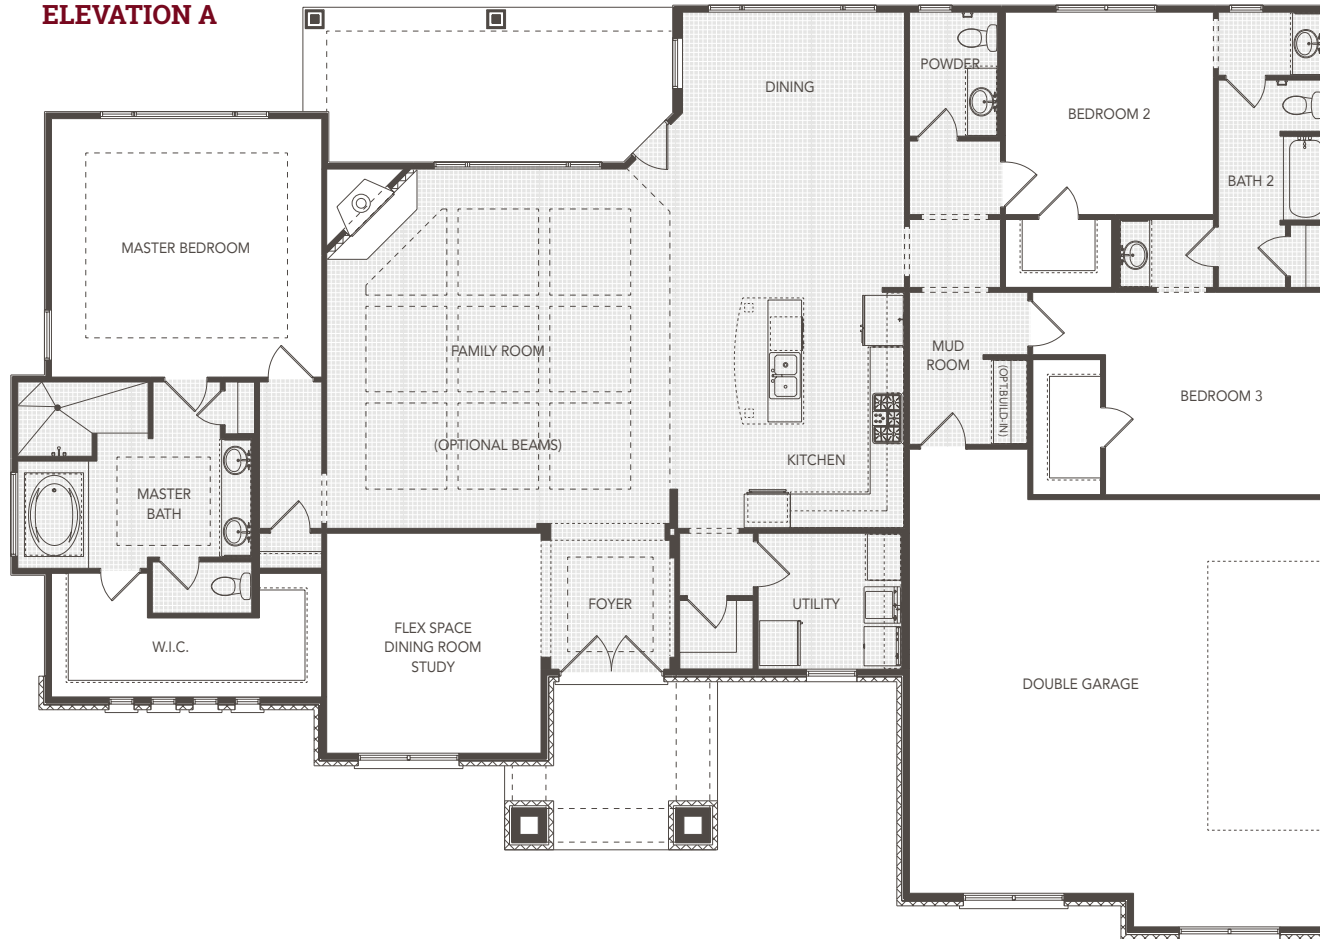 ELEVATION A
POWDER
DINING
BEDROOM 2
BATH 2
MASTER BEDROOM
FAMILY ROOM
MUD
ROOM
(OPT.BUILD-IN)
BEDROOM 3
(OPTIONAL BEAMS)
KITCHEN
MASTER
BATH
FOYER
UTILITY
FLEX SPACE
DINING ROOM
STUDY
W.I.C.
DOUBLE GARAGE